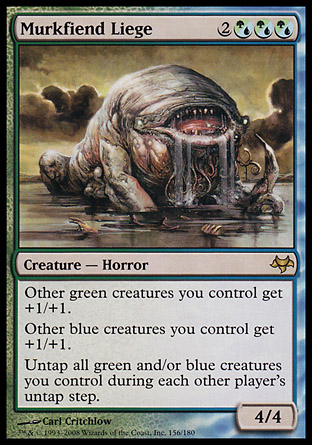 Murkfiend Liege 2
Creature — Horror
Other green creatures you control get
+1/+1.
Other blue creatures you control get
+1/+1.
Untap all green and/or blue creatures
you control during each other player's
untap step.
Carl Critchlow
™ & © 1993-2008 Wizards of the Coast, Inc. 156/180
4/4